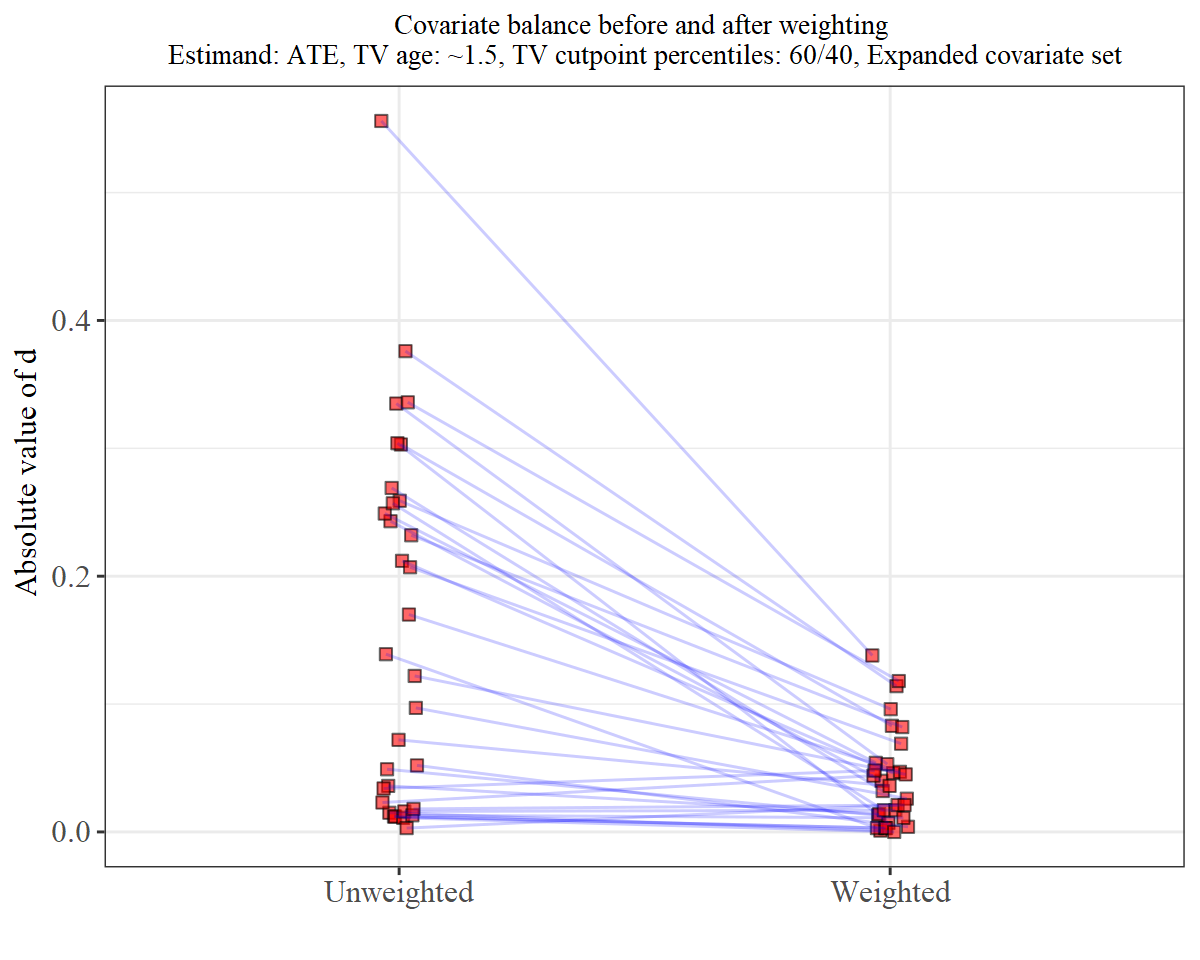 Covariate balance before and after weighting
Estimand: ATE, TV age: ~1.5, TV cutpoint percentiles: 60/40, Expanded covariate set
Absolute value of d
0.4
0.2
0.0
Unweighted
Weighted